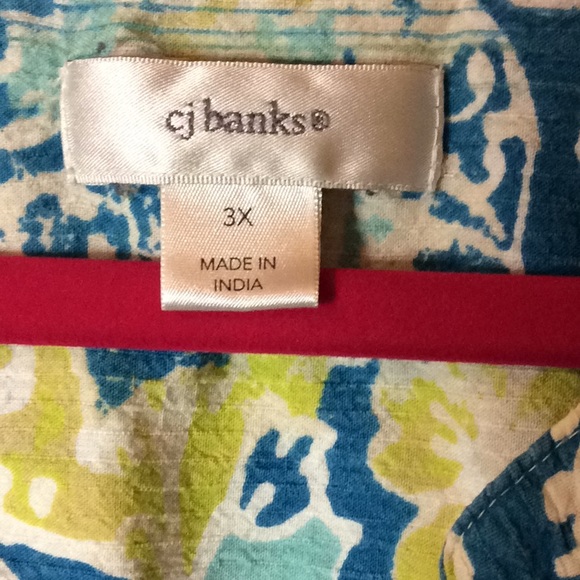 cj banks®
3X
MADE IN
INDIA